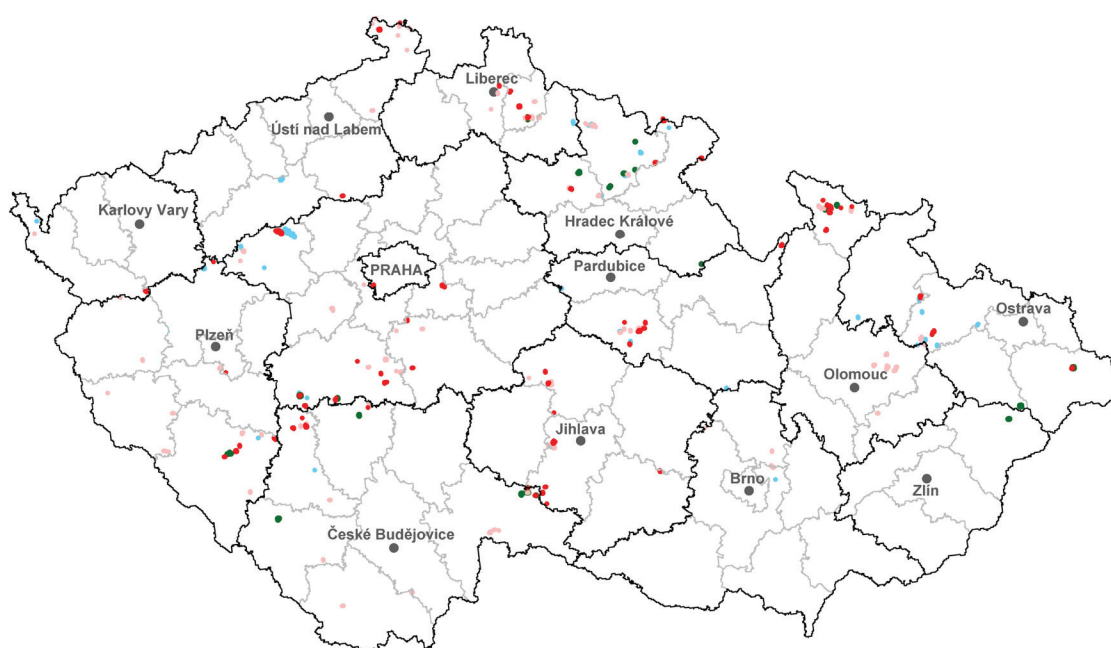 Liberec
Ústí nad Labem
Karlovy Vary
Hradec Králové
PRAHA
Pardubice
Ostrava
Plzeň
Olomouc
Jihlava
Brno
Zlín
České Budějovice